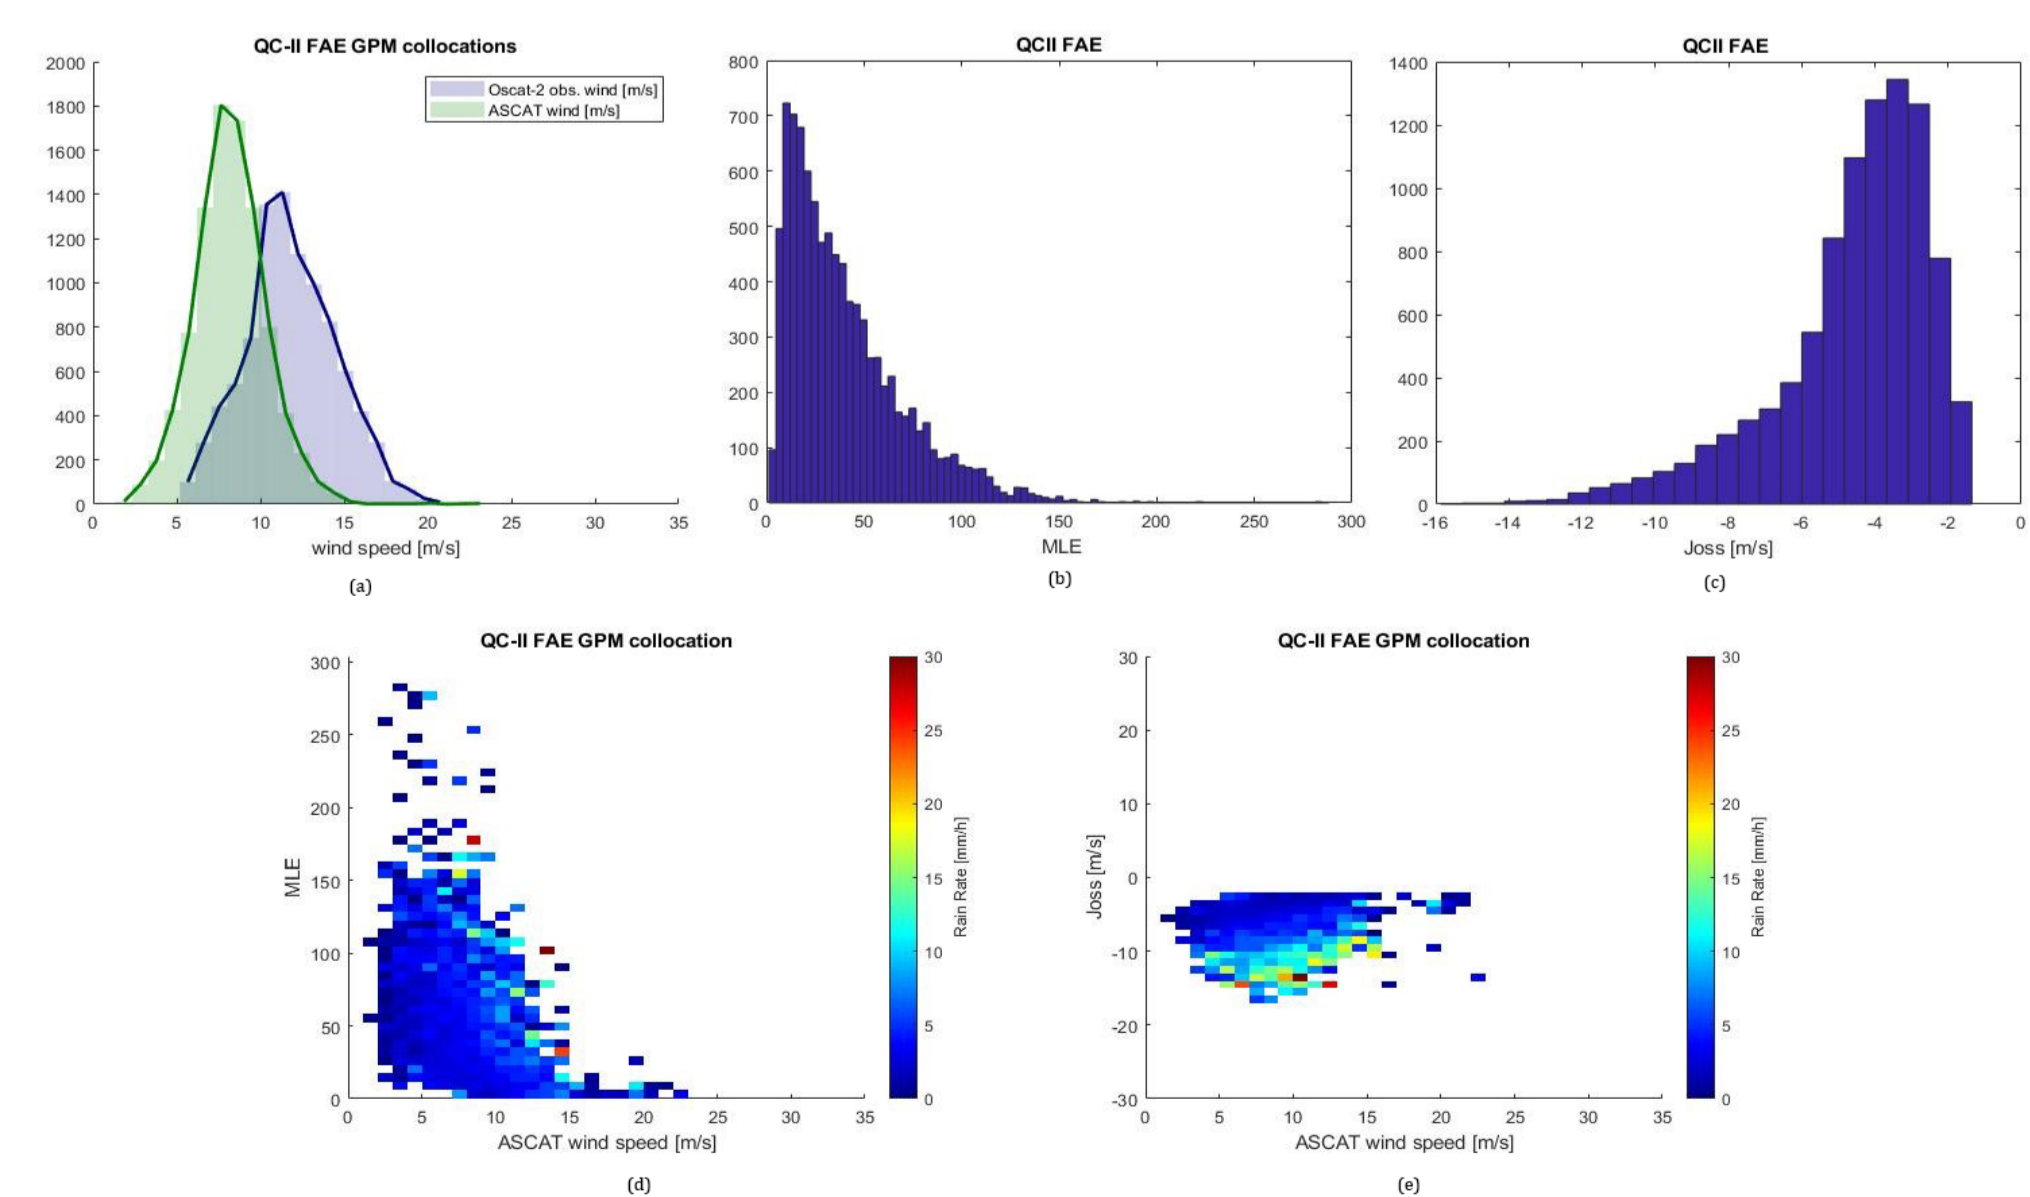 QC-II FAE GPM collocations
2000
1800
1600
1400
1200
1000
800
600
400
200
0
0 5 10 15 20 25 30 35
wind speed [m/s]
Oscat-2 obs. wind [m/s]
ASCAT wind [m/s]
(a)
QCII FAE
800
700
600
500
400
300
200
100
0
0 50 100 150 200 250 300
MLE
(b)
QCII FAE
1400
1200
1000
800
600
400
200
0
-16 -14 -12 -10 -8 -6 -4 -2 0
Joss [m/s]
(c)
QC-II FAE GPM collocation
300
250
200
150
100
50
0
MLE
0 5 10 15 20 25 30 35
ASCAT wind speed [m/s]
30
25
20
15
10
5
0
Rain Rate [mm/h]
(d)
QC-II FAE GPM collocation
30
20
10
0
-10
-20
-30
Joss [m/s]
0 5 10 15 20 25 30 35
ASCAT wind speed [m/s]
30
25
20
15
10
5
0
Rain Rate [mm/h]
(e)